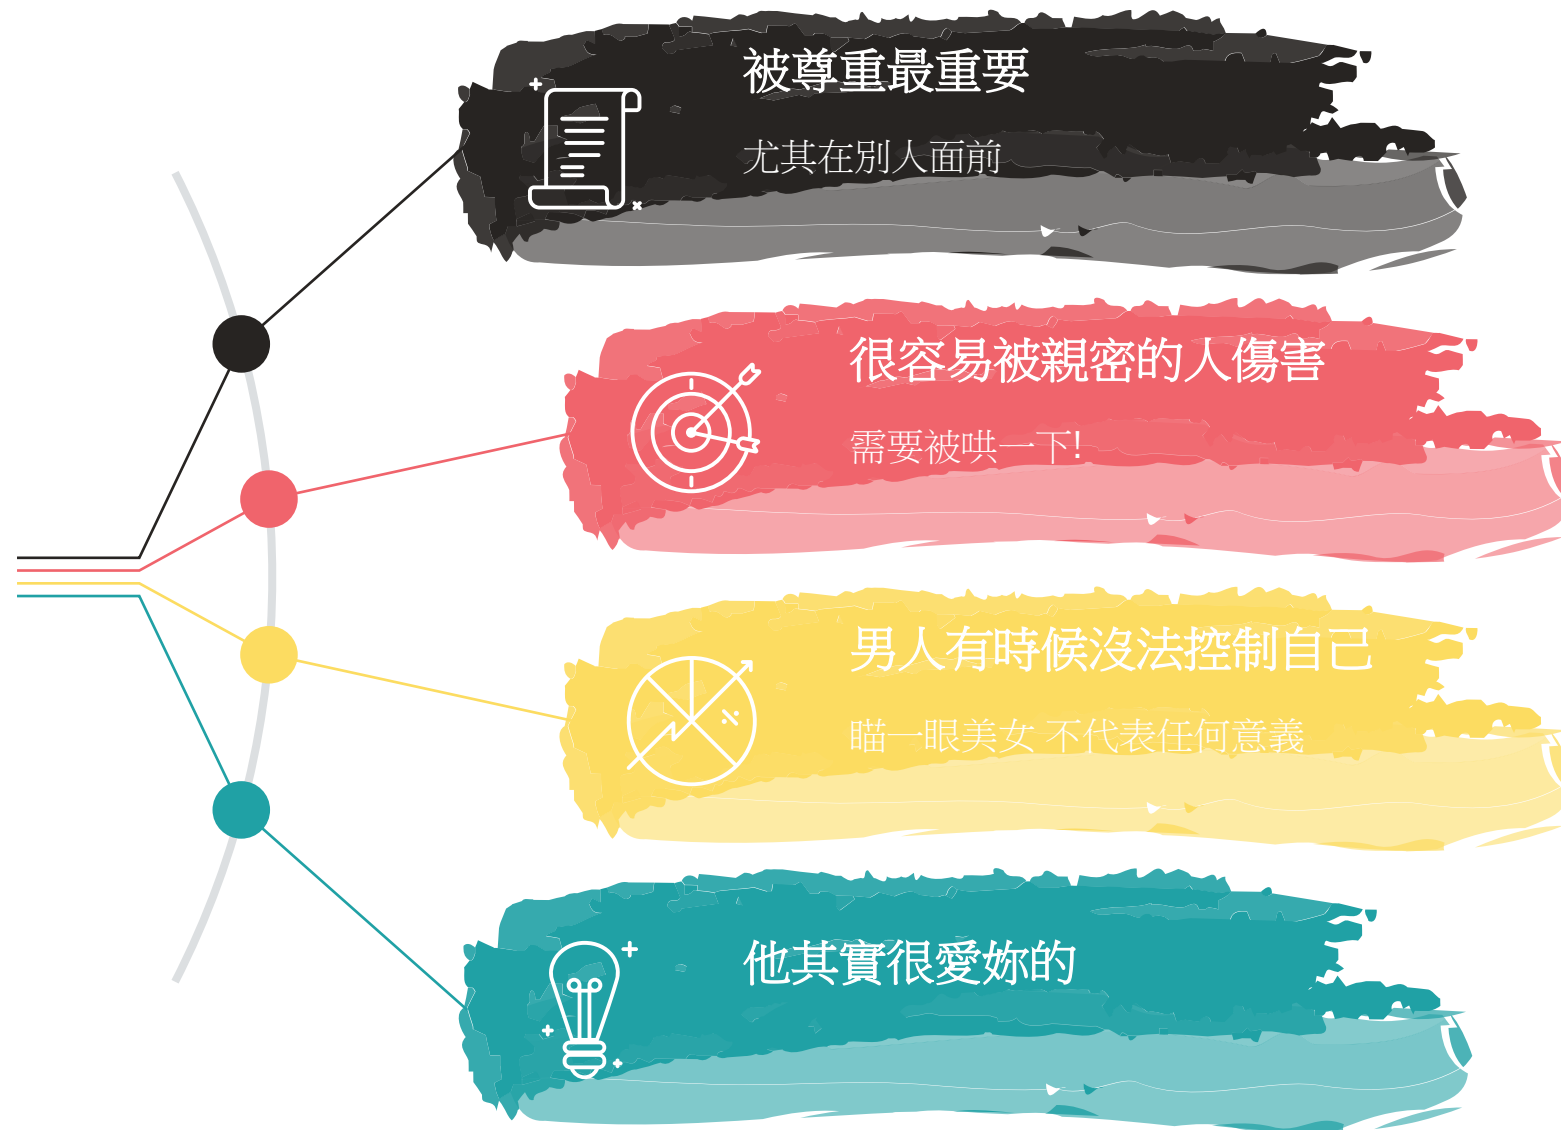 被尊重最重要
尤其在別人面前
很容易被親密的人傷害
需要被哄一下!
男人有時候沒法控制自己
瞄一眼美女 不代表任何意義
他其實很愛妳的